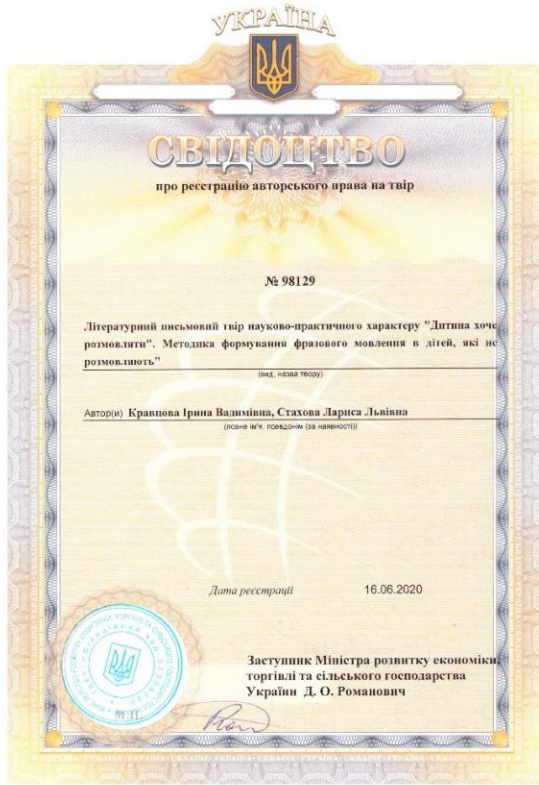 УКРАЇНА
СВІДОЦТВО
про реєстрацію авторського права на твір
№ 98129
Літературний письмовий твір науково-практичного характеру "Дитина хоче
розмовляти". Методика формування фразового мовлення в дітей, які не
розмовляють"
(вид, назва твору)
Автор(и) Кравцова Ірина Вадимівна, Стахова Лариса Львівна
(повне ім'я, псевдонім (за наявності))
Дата реєстрації 16.06.2020
Заступник Міністра розвитку економіки,
торгівлі та сільського господарства
України Д. О. Романович